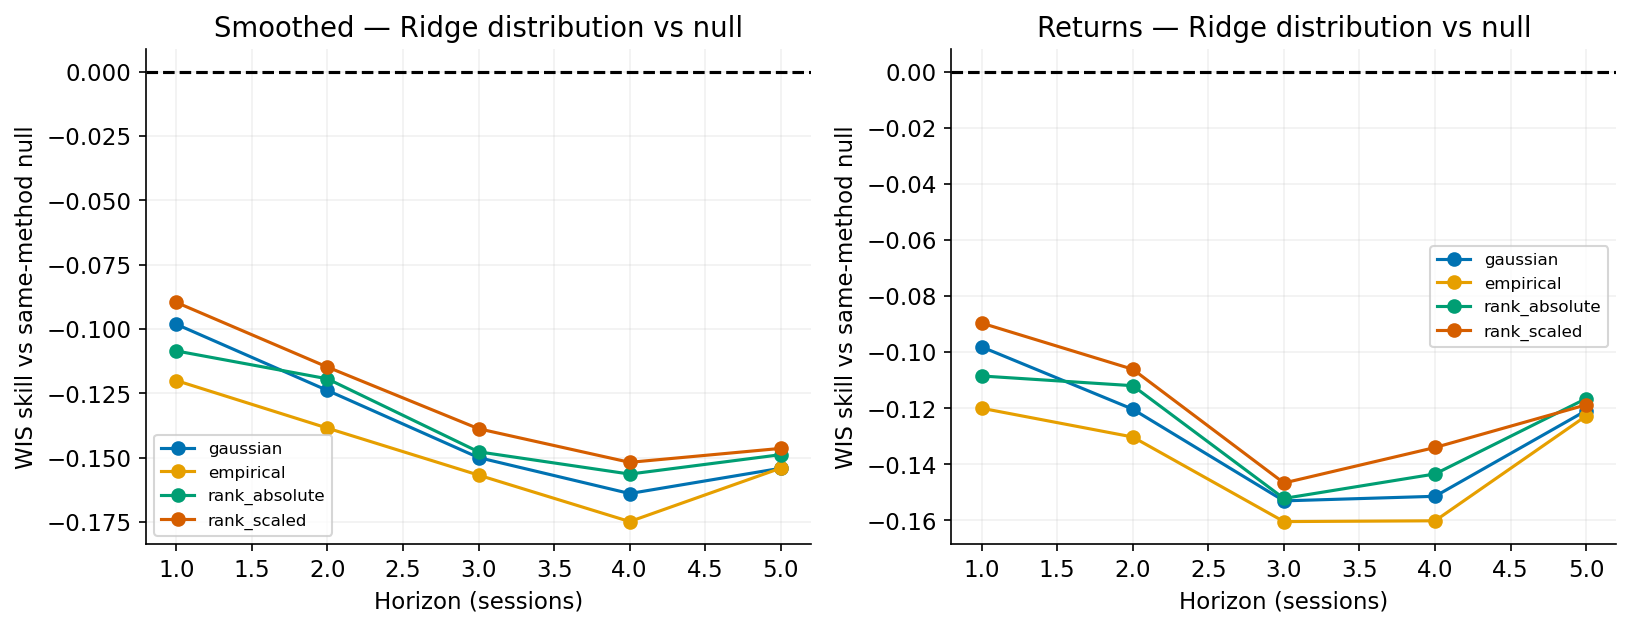 Smoothed — Ridge distribution vs null
WIS skill vs same-method null
0.000
−0.025
−0.050
−0.075
−0.100
−0.125
−0.150
−0.175
gaussian
empirical
rank_absolute
rank_scaled
1.0 1.5 2.0 2.5 3.0 3.5 4.0 4.5 5.0
Horizon (sessions)
Returns — Ridge distribution vs null
WIS skill vs same-method null
0.00
−0.02
−0.04
−0.06
−0.08
−0.10
−0.12
−0.14
−0.16
gaussian
empirical
rank_absolute
rank_scaled
1.0 1.5 2.0 2.5 3.0 3.5 4.0 4.5 5.0
Horizon (sessions)